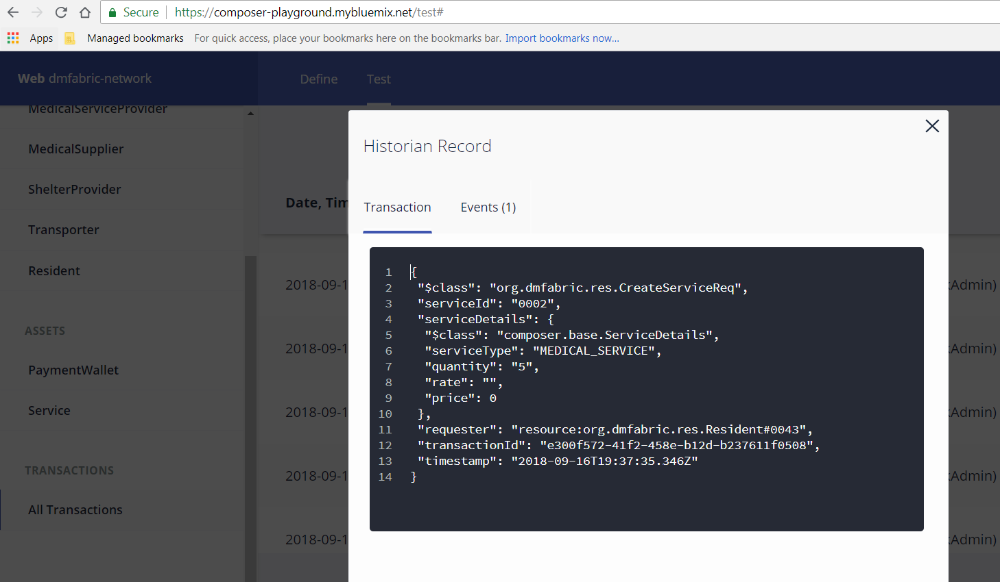 Secure https://composer-playground.mybluemix.net/test#
Apps Managed bookmarks For quick access, place your bookmarks here on the bookmarks bar. Import bookmarks now...
Web dmfabric-network Define Test
MedicalServiceProvider
MedicalSupplier
ShelterProvider
Transporter
Resident
ASSETS
PaymentWallet
Service
TRANSACTIONS
All Transactions
Date, Tim
2018-09-1
2018-09-1
2018-09-1
2018-09-1
2018-09-1
Historian Record
Transaction Events (1)
1 {
2 "$class": "org.dmfabric.res.CreateServiceReq",
3 "serviceId": "0002",
4 "serviceDetails": {
5 "$class": "composer.base.ServiceDetails",
6 "serviceType": "MEDICAL_SERVICE",
7 "quantity": "5",
8 "rate": "",
9 "price": 0
10 },
11 "requester": "resource:org.dmfabric.res.Resident#0043",
12 "transactionId": "e300f572-41f2-458e-b12d-b237611f0508",
13 "timestamp": "2018-09-16T19:37:35.346Z"
14 }
kAdmin)
kAdmin)
kAdmin)
kAdmin)
kAdmin)